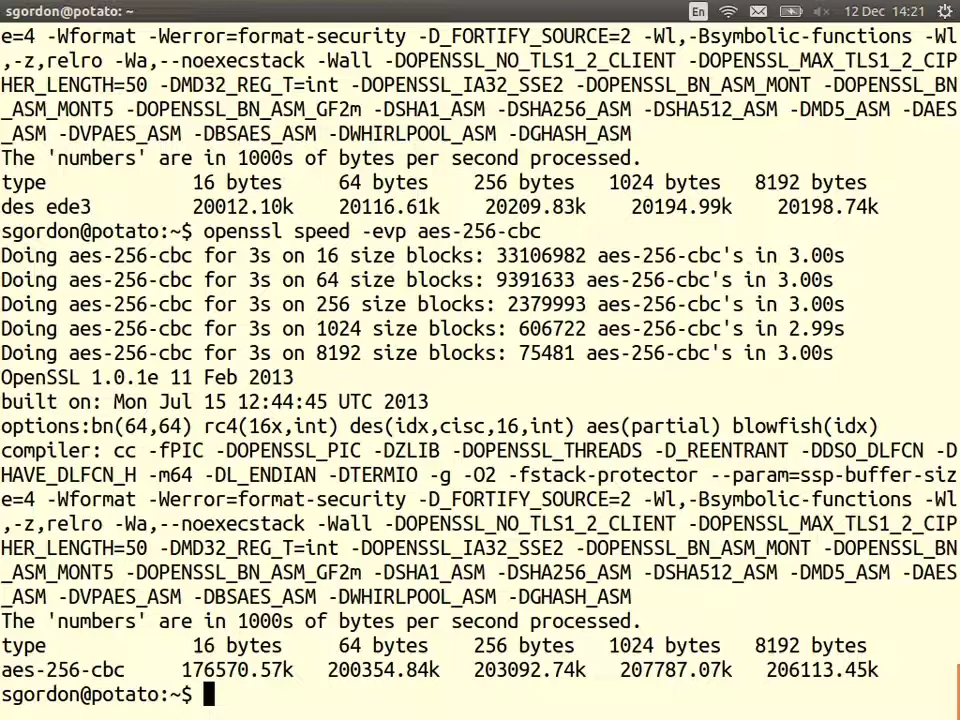 sgordon@potato: ~ En 12 Dec 14:21
e=4 -Wformat -Werror=format-security -D_FORTIFY_SOURCE=2 -Wl,-Bsymbolic-functions -Wl
,-z,relro -Wa,--noexecstack -Wall -DOPENSSL_NO_TLS1_2_CLIENT -DOPENSSL_MAX_TLS1_2_CIP
HER_LENGTH=50 -DMD32_REG_T=int -DOPENSSL_IA32_SSE2 -DOPENSSL_BN_ASM_MONT -DOPENSSL_BN
_ASM_MONT5 -DOPENSSL_BN_ASM_GF2m -DSHA1_ASM -DSHA256_ASM -DSHA512_ASM -DMD5_ASM -DAES
_ASM -DVPAES_ASM -DBSAES_ASM -DWHIRLPOOL_ASM -DGHASH_ASM
The 'numbers' are in 1000s of bytes per second processed.
type 16 bytes 64 bytes 256 bytes 1024 bytes 8192 bytes
des ede3 20012.10k 20116.61k 20209.83k 20194.99k 20198.74k
sgordon@potato:~$ openssl speed -evp aes-256-cbc
Doing aes-256-cbc for 3s on 16 size blocks: 33106982 aes-256-cbc's in 3.00s
Doing aes-256-cbc for 3s on 64 size blocks: 9391633 aes-256-cbc's in 3.00s
Doing aes-256-cbc for 3s on 256 size blocks: 2379993 aes-256-cbc's in 3.00s
Doing aes-256-cbc for 3s on 1024 size blocks: 606722 aes-256-cbc's in 2.99s
Doing aes-256-cbc for 3s on 8192 size blocks: 75481 aes-256-cbc's in 3.00s
OpenSSL 1.0.1e 11 Feb 2013
built on: Mon Jul 15 12:44:45 UTC 2013
options:bn(64,64) rc4(16x,int) des(idx,cisc,16,int) aes(partial) blowfish(idx)
compiler: cc -fPIC -DOPENSSL_PIC -DZLIB -DOPENSSL_THREADS -D_REENTRANT -DDSO_DLFCN -D
HAVE_DLFCN_H -m64 -DL_ENDIAN -DTERMIO -g -O2 -fstack-protector --param=ssp-buffer-siz
e=4 -Wformat -Werror=format-security -D_FORTIFY_SOURCE=2 -Wl,-Bsymbolic-functions -Wl
,-z,relro -Wa,--noexecstack -Wall -DOPENSSL_NO_TLS1_2_CLIENT -DOPENSSL_MAX_TLS1_2_CIP
HER_LENGTH=50 -DMD32_REG_T=int -DOPENSSL_IA32_SSE2 -DOPENSSL_BN_ASM_MONT -DOPENSSL_BN
_ASM_MONT5 -DOPENSSL_BN_ASM_GF2m -DSHA1_ASM -DSHA256_ASM -DSHA512_ASM -DMD5_ASM -DAES
_ASM -DVPAES_ASM -DBSAES_ASM -DWHIRLPOOL_ASM -DGHASH_ASM
The 'numbers' are in 1000s of bytes per second processed.
type 16 bytes 64 bytes 256 bytes 1024 bytes 8192 bytes
aes-256-cbc 176570.57k 200354.84k 203092.74k 207787.07k 206113.45k
sgordon@potato:~$